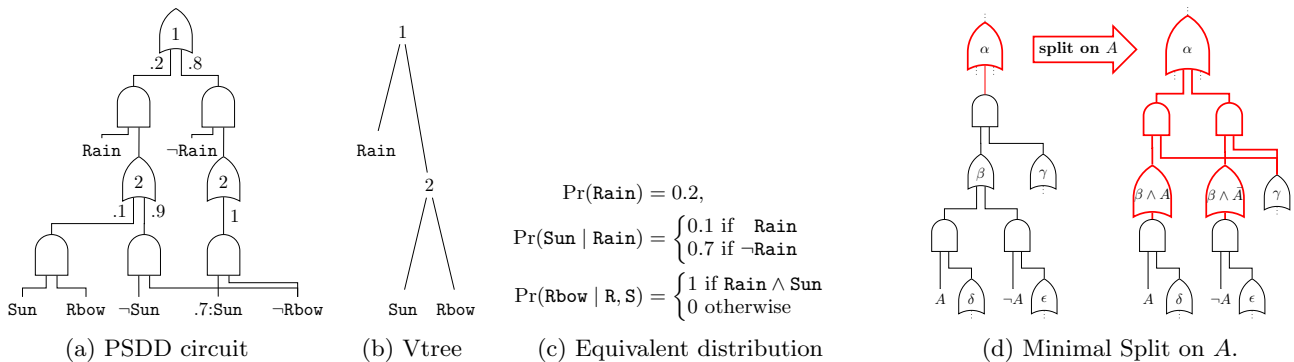 1
.2 .8
Rain ¬Rain
2 2
.1 .9 1
Sun Rbow ¬Sun .7:Sun ¬Rbow
(a) PSDD circuit
1
Rain
2
Sun Rbow
(b) Vtree
Pr(Rain) = 0.2,
Pr(Sun | Rain) = {0.1 if Rain
0.7 if ¬Rain
Pr(Rbow | R, S) = {1 if Rain ∧ Sun
0 otherwise
(c) Equivalent distribution
α split on A α
β γ
β ∧ A β ∧ Ā γ
A δ ¬A ϵ A δ ¬A ϵ
(d) Minimal Split on A.